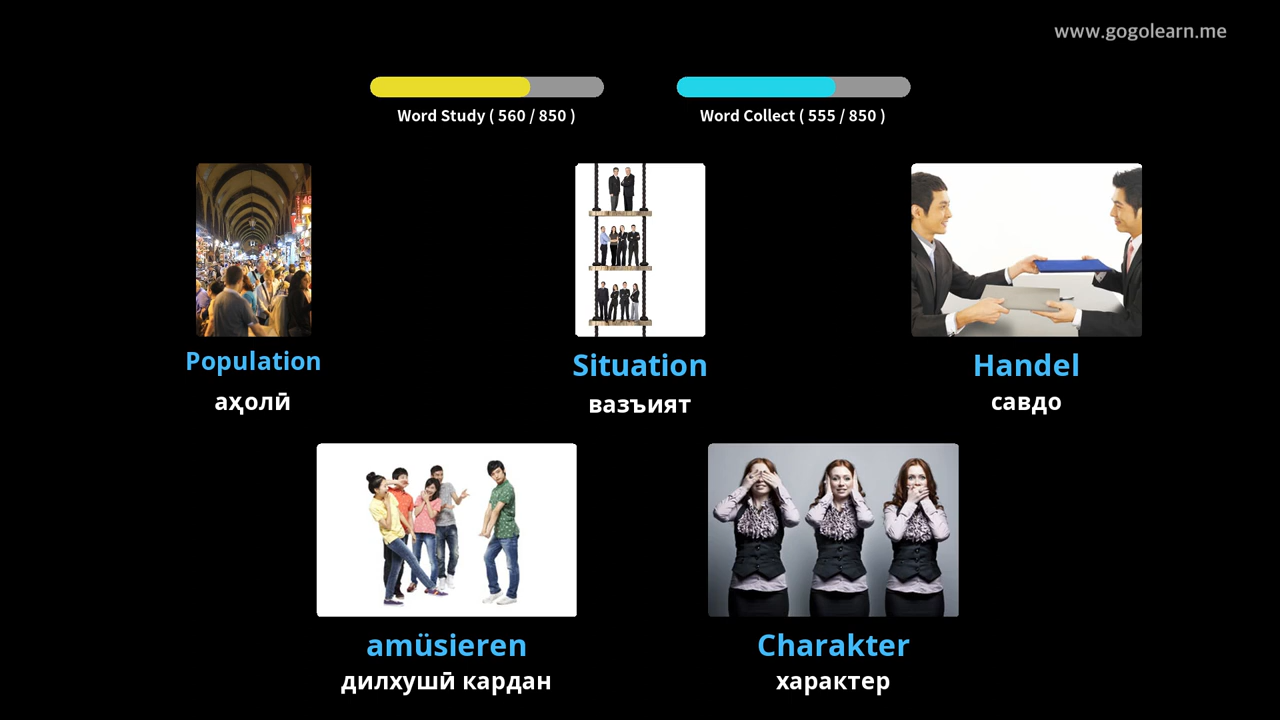 www.gogolearn.me
Word Study ( 560 / 850 )
Word Collect ( 555 / 850 )
Population
аҳолӣ
Situation
вазъият
Handel
савдо
amüsieren
дилхушӣ кардан
Charakter
характер